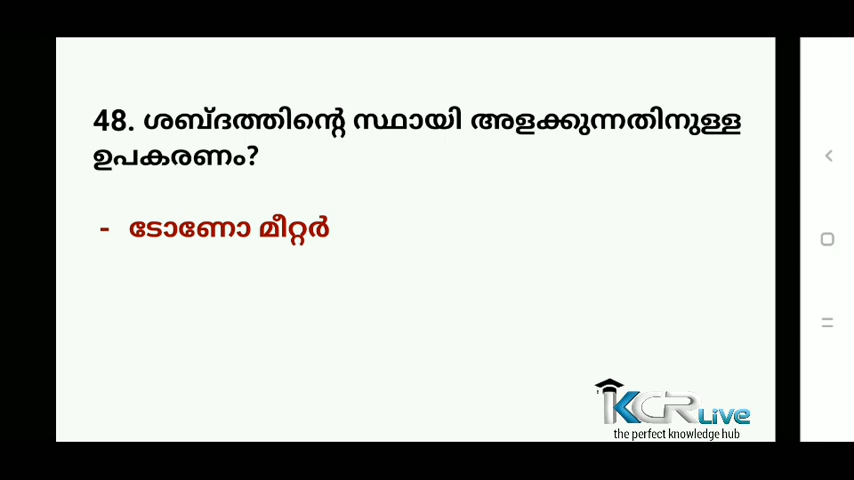 48. ശബ്ദത്തിന്റെ സ്ഥായി അളക്കുന്നതിനുള്ള
ഉപകരണം?
- ടോണോ മീറ്റർ
KCR LIVE
the perfect knowledge hub